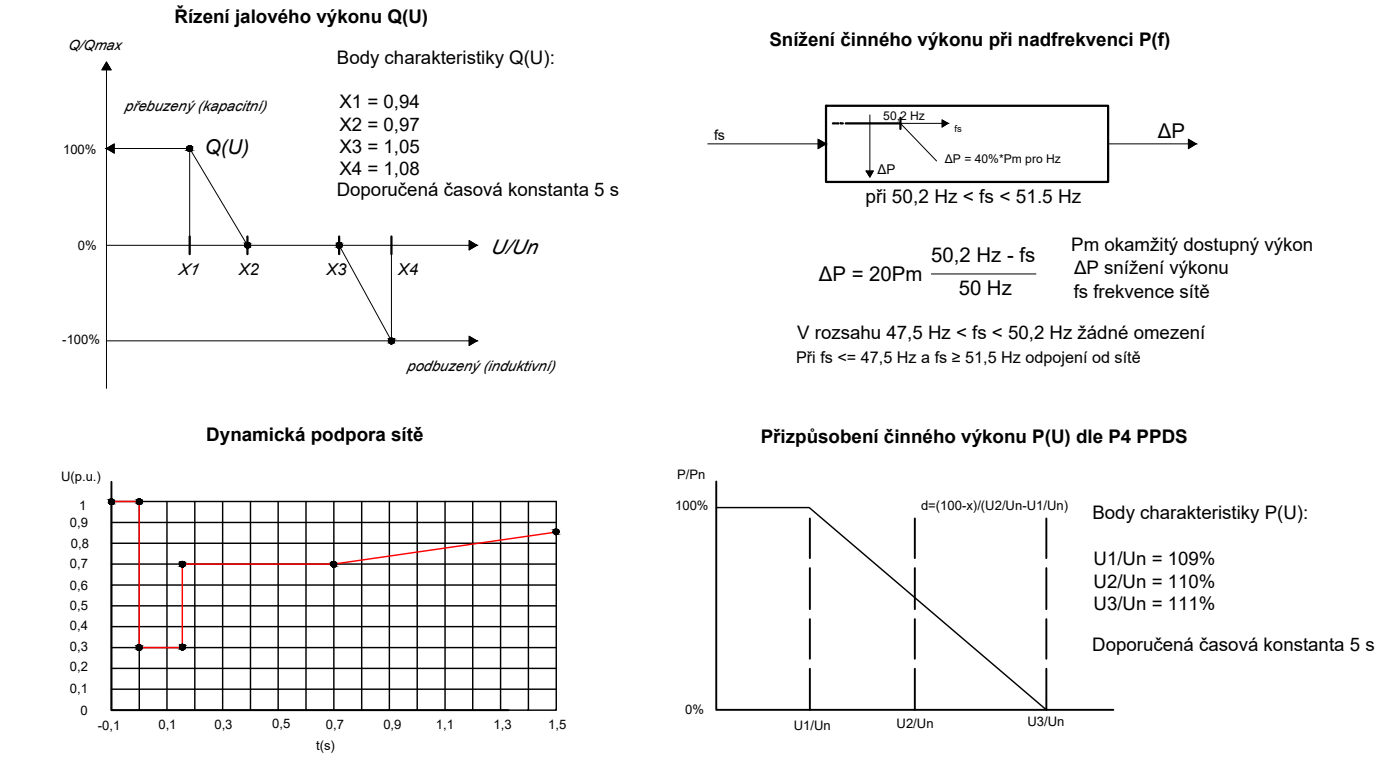 Řízení jalového výkonu Q(U)
Q/Qmax
přebuzený (kapacitní)
100%
Q(U)
0%
U/Un
X1
X2
X3
X4
-100%
podbuzený (induktivní)
Body charakteristiky Q(U):
X1 = 0,94
X2 = 0,97
X3 = 1,05
X4 = 1,08
Doporučená časová konstanta 5 s
Snížení činného výkonu při nadfrekvenci P(f)
fs
50,2 Hz
fs
ΔP
ΔP = 40%*Pm pro Hz
ΔP
při 50,2 Hz < fs < 51.5 Hz
ΔP = 20Pm
50,2 Hz - fs
50 Hz
Pm okamžitý dostupný výkon
ΔP snížení výkonu
fs frekvence sítě
V rozsahu 47,5 Hz < fs < 50,2 Hz žádné omezení
Při fs <= 47,5 Hz a fs ≥ 51,5 Hz odpojení od sítě
Dynamická podpora sítě
U(p.u.)
1
0,9
0,8
0,7
0,6
0,5
0,4
0,3
0,2
0,1
0
-0,1
0,1
0,3
0,5
0,7
0,9
1,1
1,3
1,5
t(s)
Přizpůsobení činného výkonu P(U) dle P4 PPDS
P/Pn
100%
d=(100-x)/(U2/Un-U1/Un)
0%
U1/Un
U2/Un
U3/Un
Body charakteristiky P(U):
U1/Un = 109%
U2/Un = 110%
U3/Un = 111%
Doporučená časová konstanta 5 s